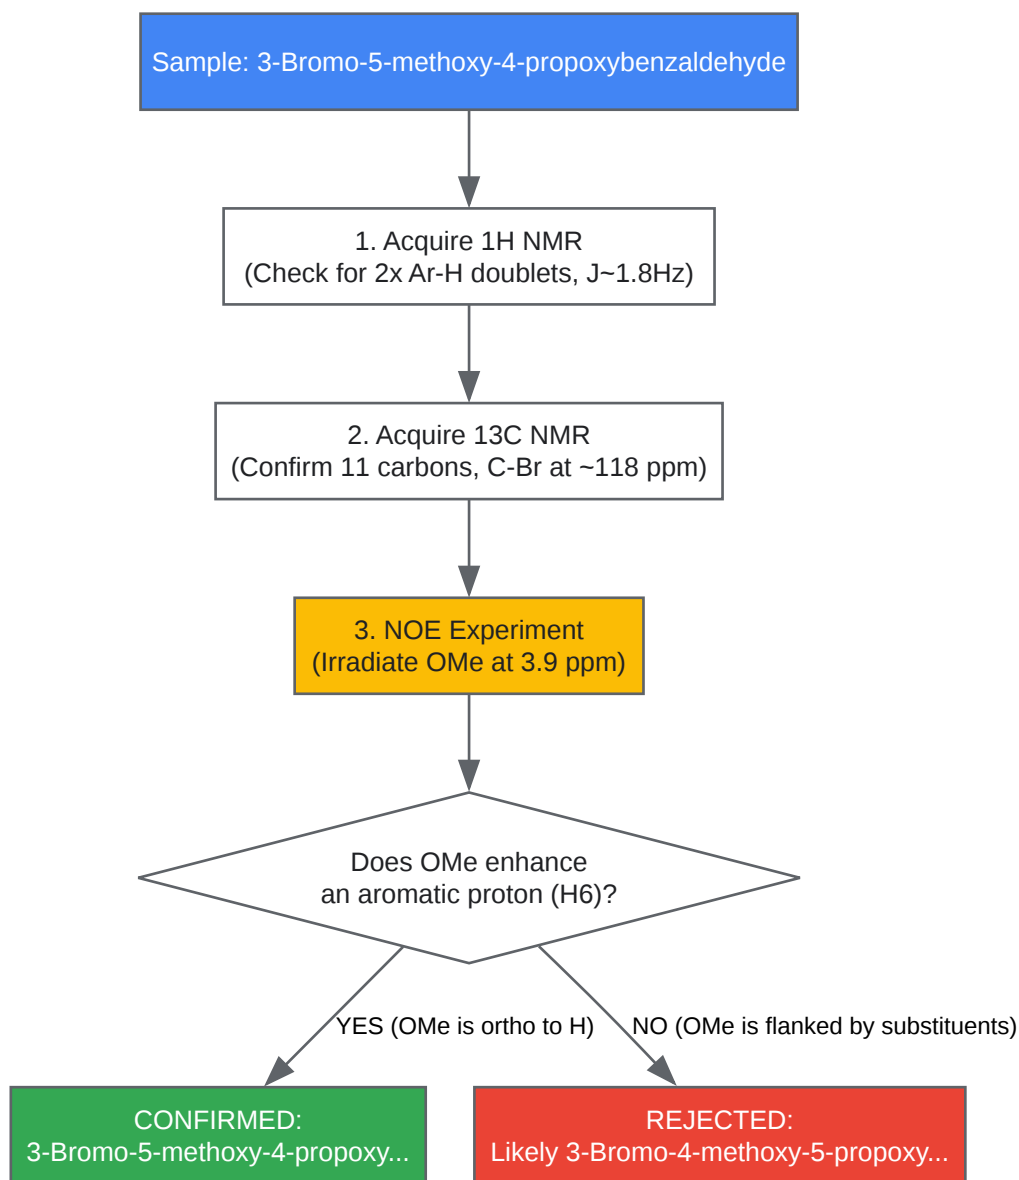 Sample: 3-Bromo-5-methoxy-4-propoxybenzaldehyde
1. Acquire 1H NMR
(Check for 2x Ar-H doublets, J~1.8Hz)
2. Acquire 13C NMR
(Confirm 11 carbons, C-Br at ~118 ppm)
3. NOE Experiment
(Irradiate OMe at 3.9 ppm)
Does OMe enhance
an aromatic proton (H6)?
YES (OMe is ortho to H)
NO (OMe is flanked by substituents)
CONFIRMED:
3-Bromo-5-methoxy-4-propoxy...
REJECTED:
Likely 3-Bromo-4-methoxy-5-propoxy...